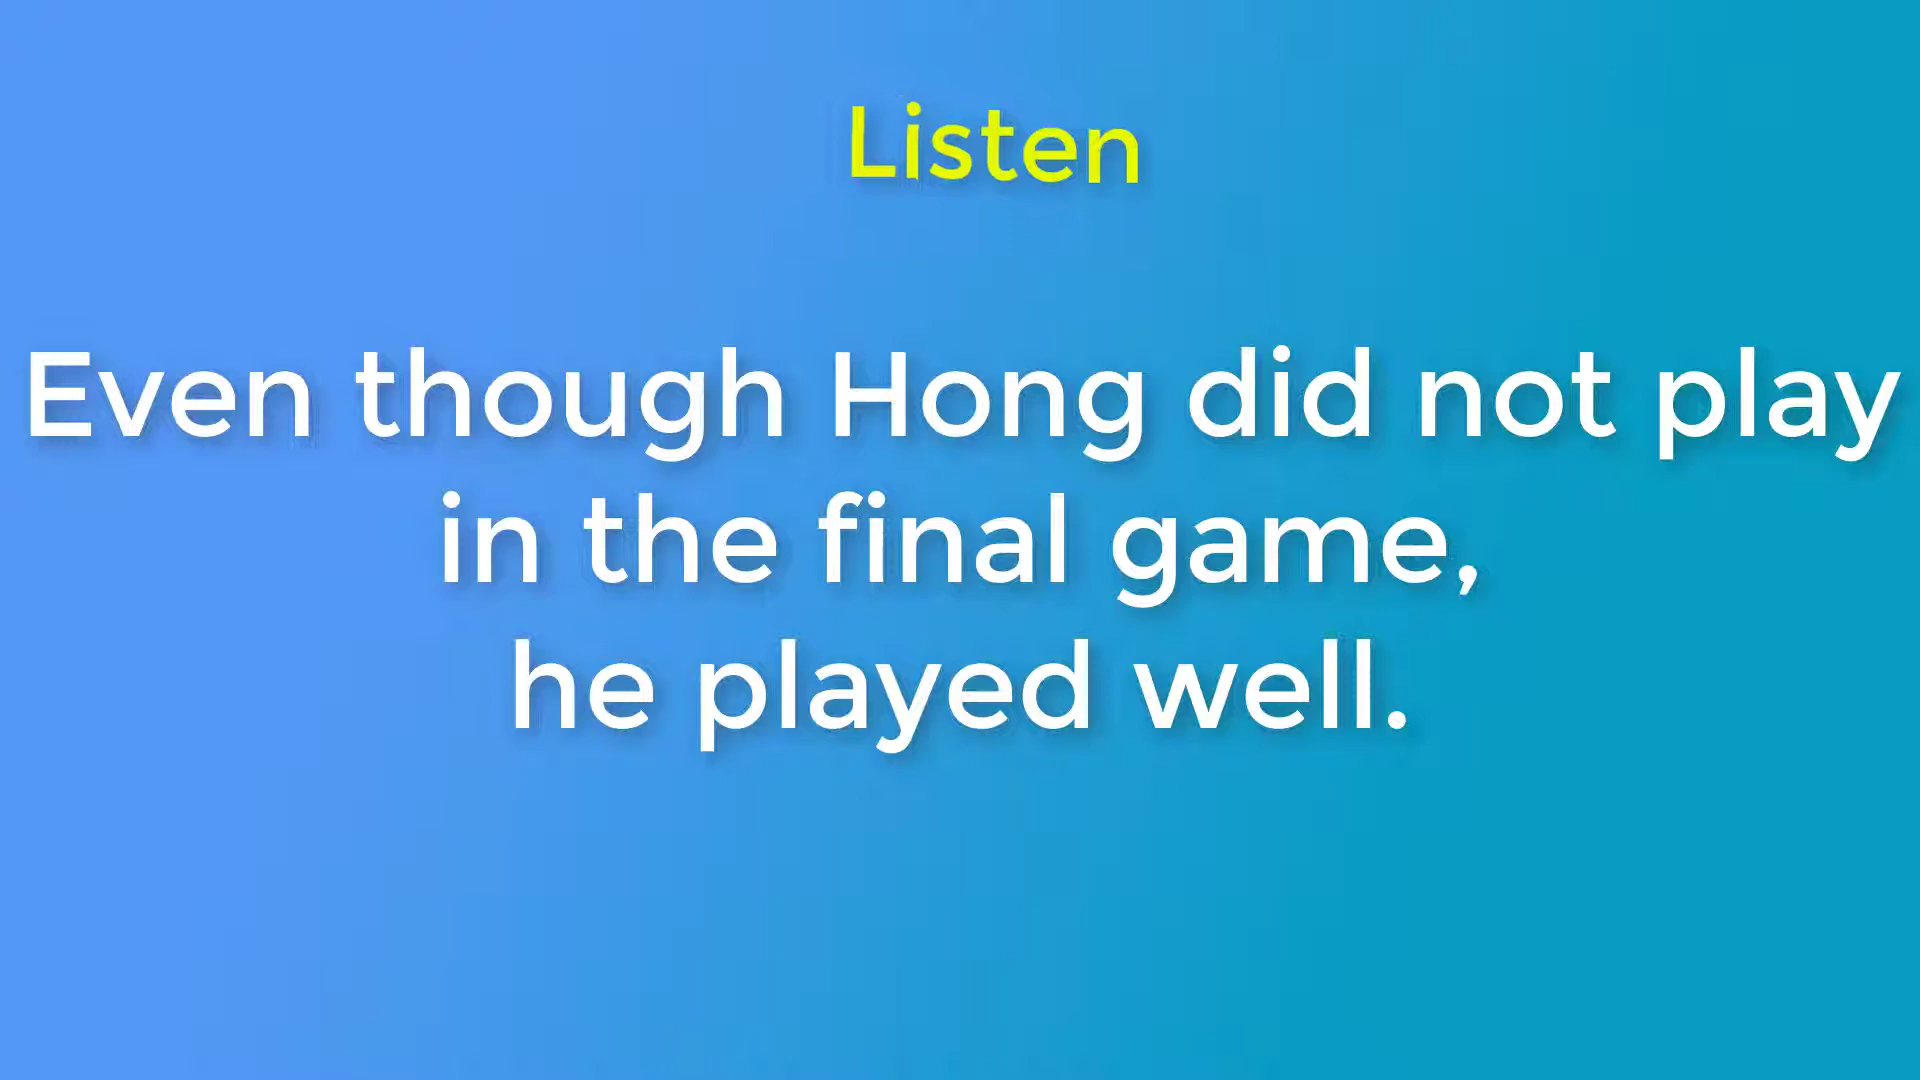 Listen
Even though Hong did not play
in the final game,
he played well.